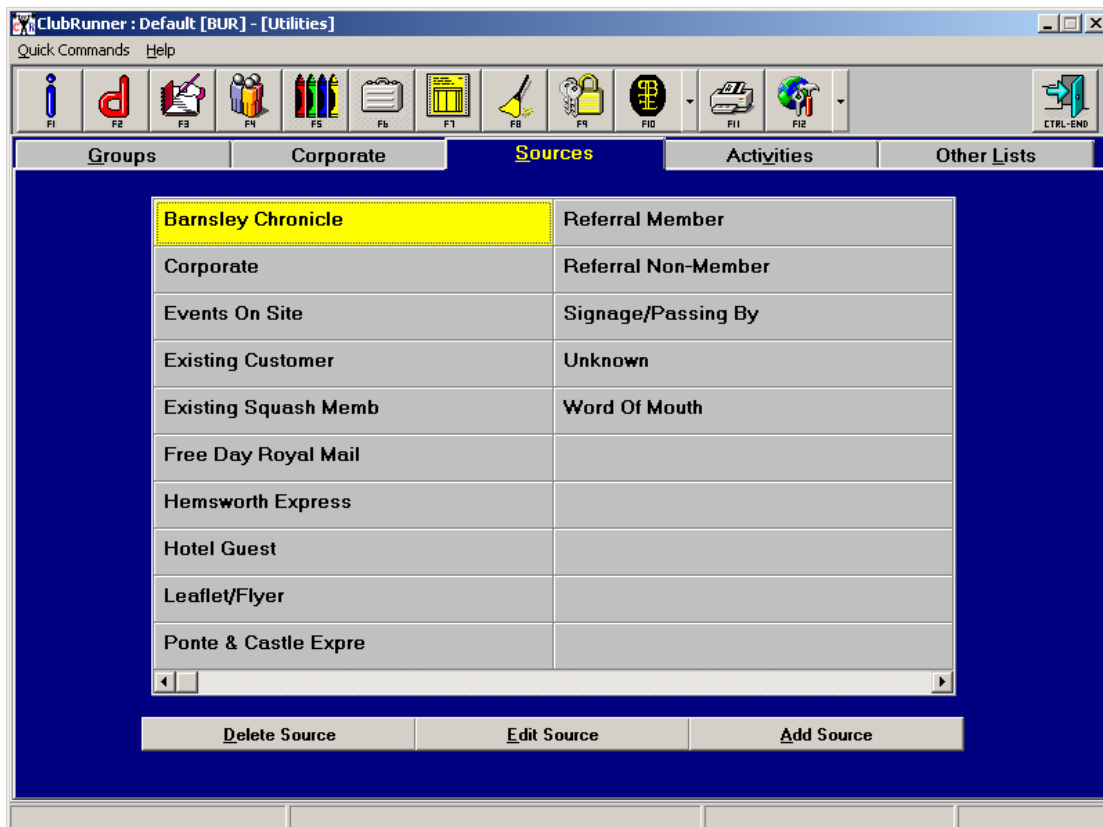 ClubRunner : Default [BUR] - [Utilities]
Quick Commands Help
F1 F2 F3 F4 F5 F6 F7 F8 F9 F10 F11 F12 CTRL-END
Groups Corporate Sources Activities Other Lists
Barnsley Chronicle Referral Member
Corporate Referral Non-Member
Events On Site Signage/Passing By
Existing Customer Unknown
Existing Squash Memb Word Of Mouth
Free Day Royal Mail
Hemsworth Express
Hotel Guest
Leaflet/Flyer
Ponte & Castle Expre
Delete Source Edit Source Add Source